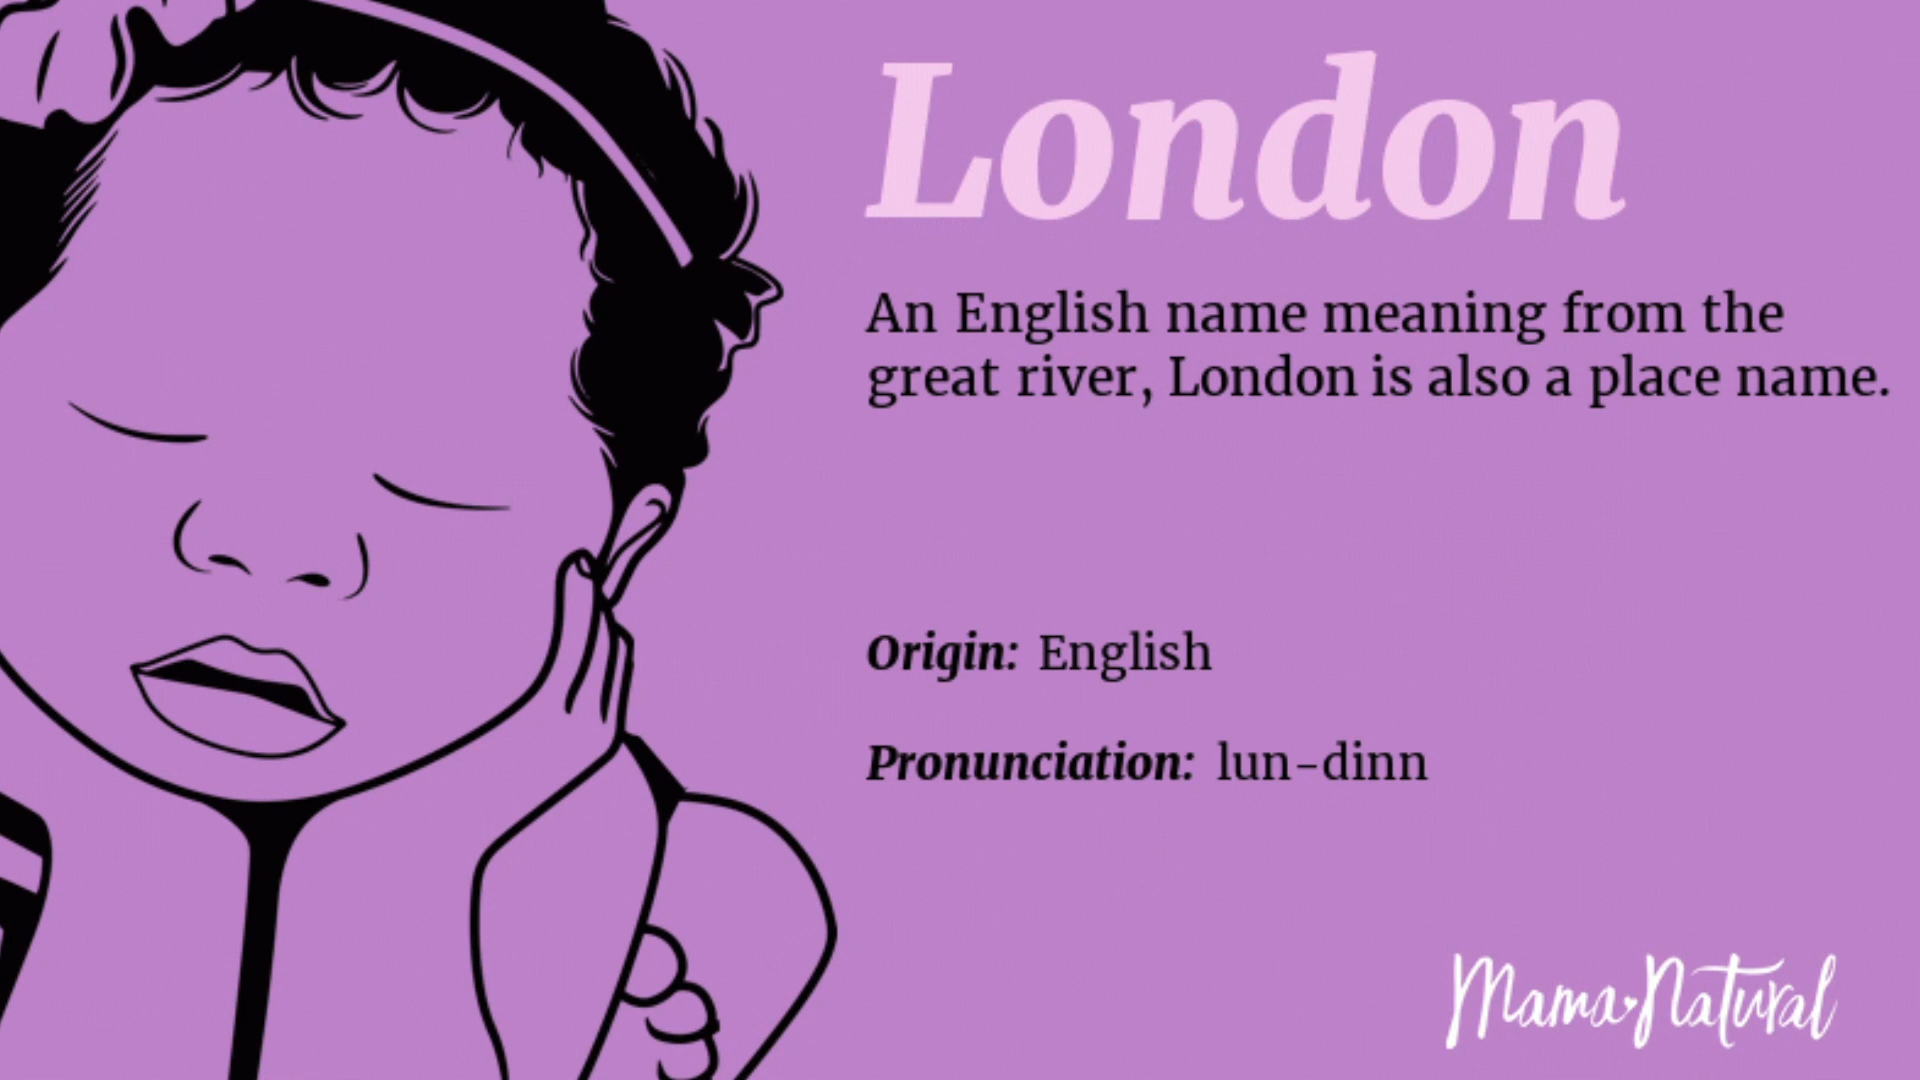 London
An English name meaning from the
great river, London is also a place name.
Origin: English
Pronunciation: lun-dinn
Mama Natural